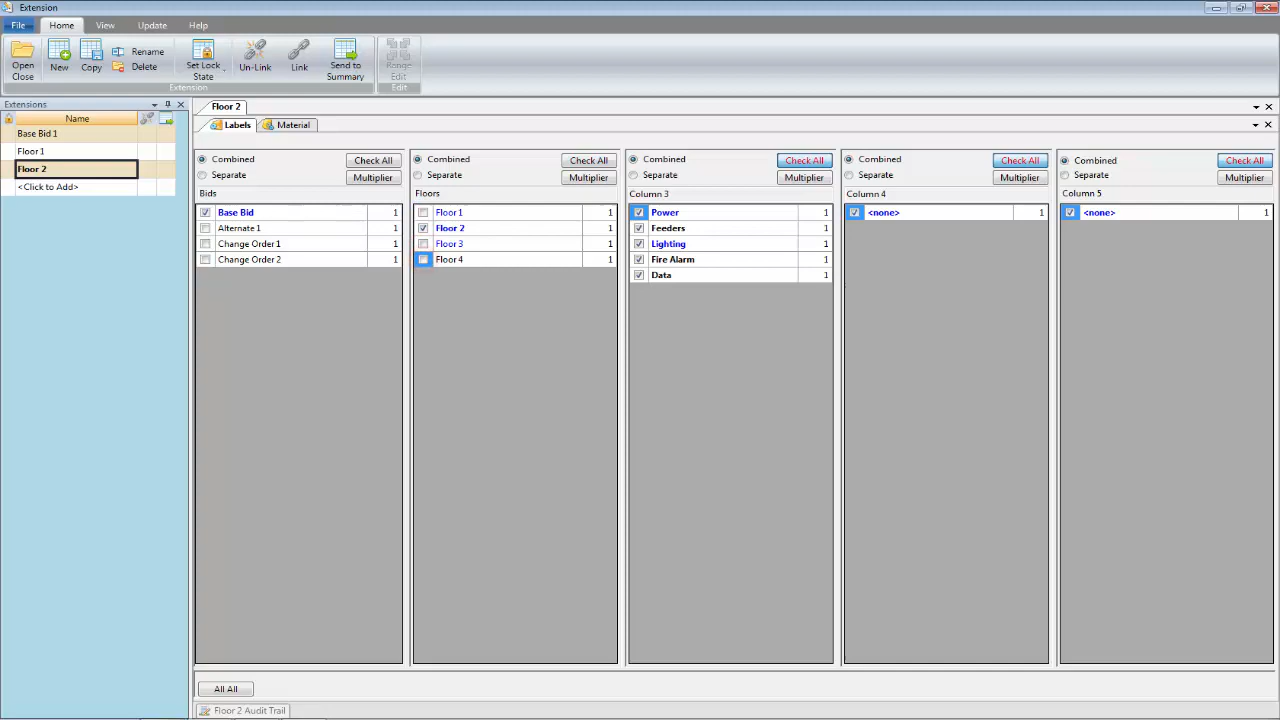 Extension
File Home View Update Help
Open Close
New
Copy
Rename
Delete
Set Lock State
Un-Link
Link
Send to Summary
Range Edit
Extension
Edit
Extensions
Name
Base Bid 1
Floor 1
Floor 2
<Click to Add>
Floor 2
Labels Material
Combined
Separate
Check All
Multiplier
Bids
Base Bid 1
Alternate 1 1
Change Order 1 1
Change Order 2 1
Combined
Separate
Check All
Multiplier
Floors
Floor 1 1
Floor 2 1
Floor 3 1
Floor 4 1
Combined
Separate
Check All
Multiplier
Column 3
Power 1
Feeders 1
Lighting 1
Fire Alarm 1
Data 1
Combined
Separate
Check All
Multiplier
Column 4
<none> 1
Combined
Separate
Check All
Multiplier
Column 5
<none> 1
All All
Floor 2 Audit Trail